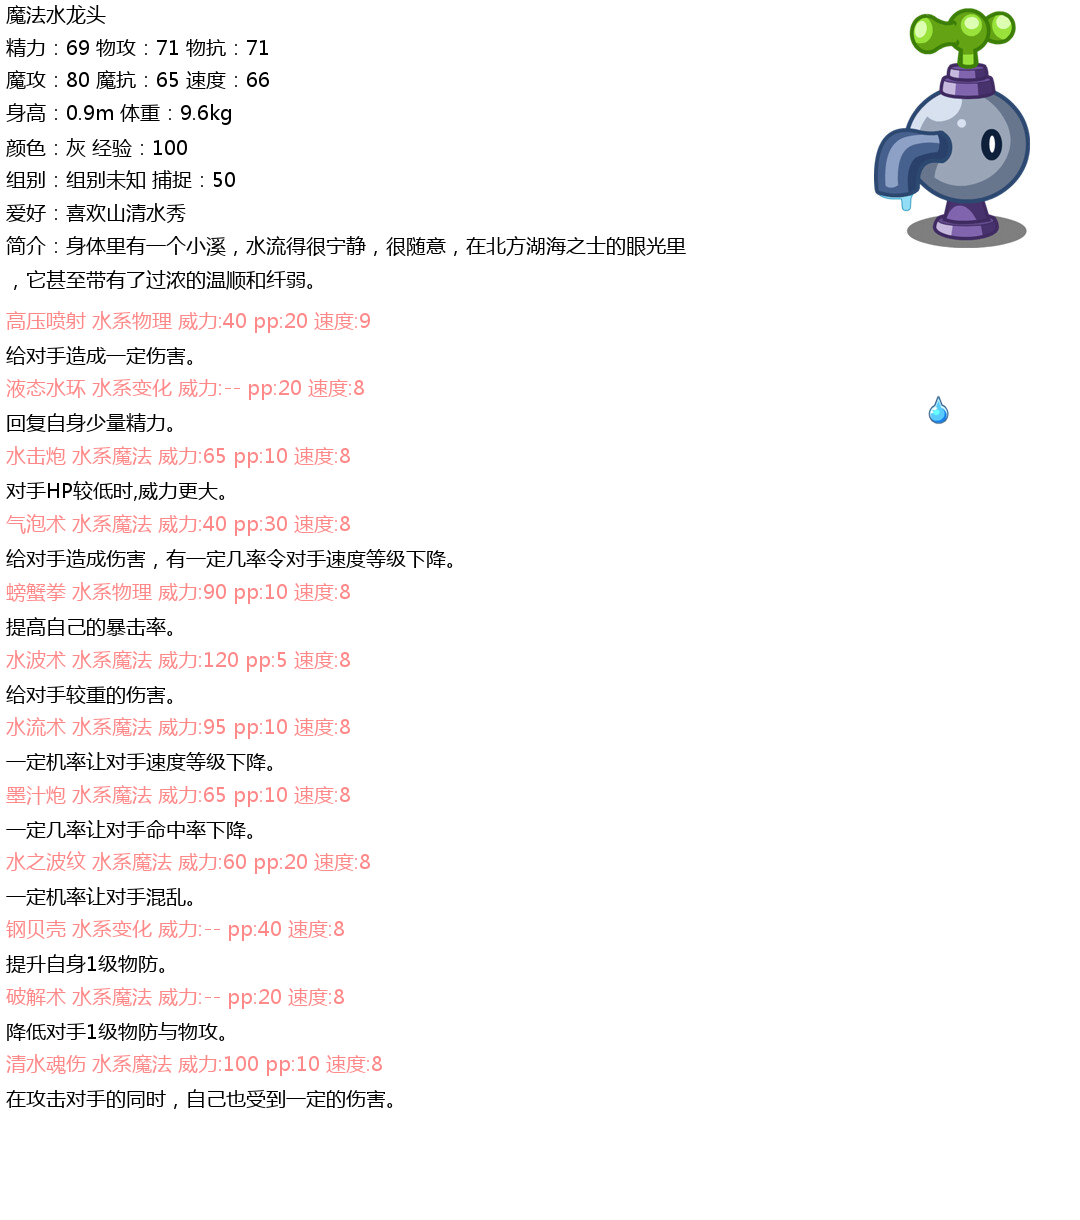 魔法水龙头
精力：69 物攻：71 物抗：71
魔攻：80 魔抗：65 速度：66
身高：0.9m 体重：9.6kg
颜色：灰 经验：100
组别：组别未知 捕捉：50
爱好：喜欢山清水秀
简介：身体里有一个小溪，水流得很宁静，很随意，在北方湖海之士的眼光里
，它甚至带有了过浓的温顺和纤弱。
高压喷射 水系物理 威力:40 pp:20 速度:9
给对手造成一定伤害。
液态水环 水系变化 威力:-- pp:20 速度:8
回复自身少量精力。
水击炮 水系魔法 威力:65 pp:10 速度:8
对手HP较低时,威力更大。
气泡术 水系魔法 威力:40 pp:30 速度:8
给对手造成伤害，有一定几率令对手速度等级下降。
螃蟹拳 水系物理 威力:90 pp:10 速度:8
提高自己的暴击率。
水波术 水系魔法 威力:120 pp:5 速度:8
给对手较重的伤害。
水流术 水系魔法 威力:95 pp:10 速度:8
一定机率让对手速度等级下降。
墨汁炮 水系魔法 威力:65 pp:10 速度:8
一定几率让对手命中率下降。
水之波纹 水系魔法 威力:60 pp:20 速度:8
一定机率让对手混乱。
钢贝壳 水系变化 威力:-- pp:40 速度:8
提升自身1级物防。
破解术 水系魔法 威力:-- pp:20 速度:8
降低对手1级物防与物攻。
清水魂伤 水系魔法 威力:100 pp:10 速度:8
在攻击对手的同时，自己也受到一定的伤害。